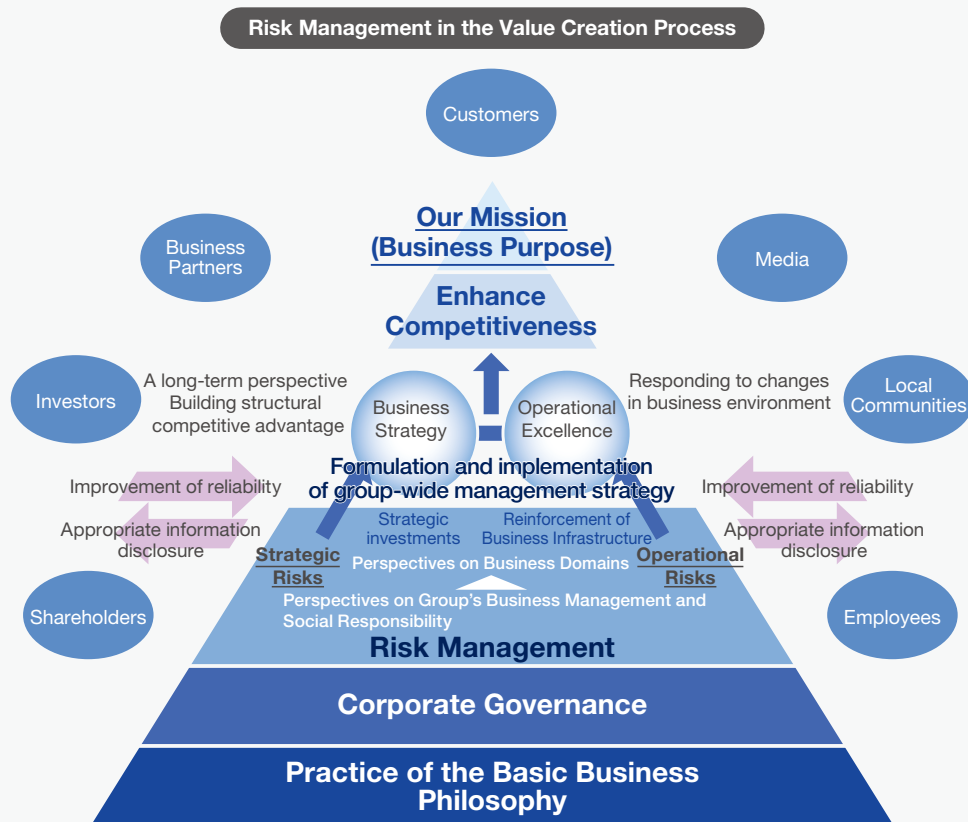 Risk Management in the Value Creation Process
Customers
Our Mission
(Business Purpose)
Business
Partners
Media
Enhance
Competitiveness
Investors
A long-term perspective
Building structural
competitive advantage
Business
Strategy
Operational
Excellence
Responding to changes
in business environment
Local
Communities
Formulation and implementation
of group-wide management strategy
Improvement of reliability
Appropriate information
disclosure
Improvement of reliability
Appropriate information
disclosure
Strategic
investments
Reinforcement of
Business Infrastructure
Strategic
Risks
Perspectives on Business Domains
Operational
Risks
Perspectives on Group's Business Management and
Social Responsibility
Shareholders
Employees
Risk Management
Corporate Governance
Practice of the Basic Business
Philosophy